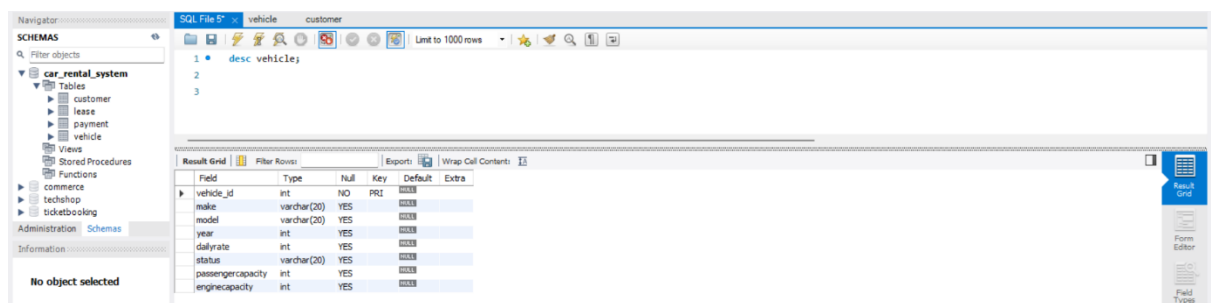 Navigator
SCHEMAS
Filter objects
car_rental_system
Tables
customer
lease
payment
vehicle
Views
Stored Procedures
Functions
commerce
techshop
ticketbooking
Administration Schemas
Information
No object selected
SQL File 5* vehicle customer
Limit to 1000 rows
1 desc vehicle;
2
3
Result Grid Filter Rows: Export: Wrap Cell Content:
Field Type Null Key Default Extra
vehicle_id int NO PRI NULL
make varchar(20) YES NULL
model varchar(20) YES NULL
year int YES NULL
dailyrate int YES NULL
status varchar(20) YES NULL
passengercapacity int YES NULL
enginecapacity int YES NULL
Result
Grid
Form
Editor
Field
Types